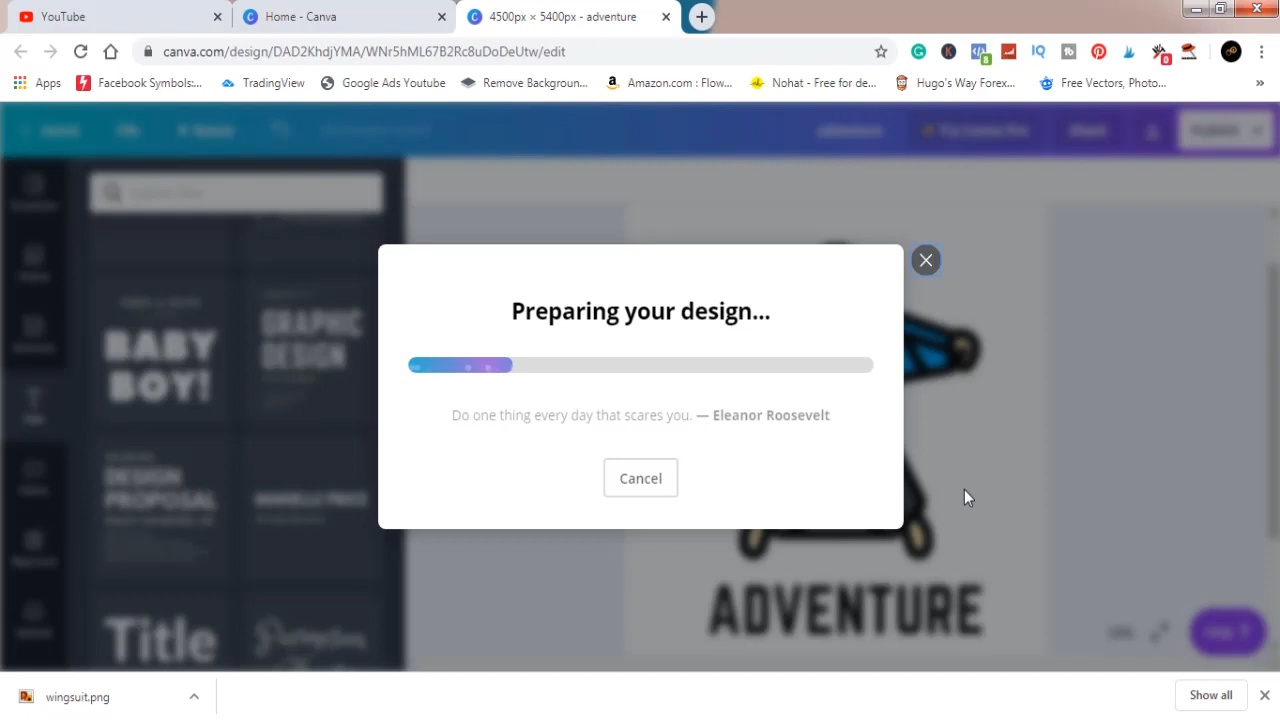 YouTube
Home - Canva
4500px × 5400px - adventure
canva.com/design/DAD2KhdjYMA/WNr5hML67B2Rc8uDoDeUtw/edit
Apps
Facebook Symbols:...
TradingView
Google Ads Youtube
Remove Backgroun...
Amazon.com : Flow...
Nohat - Free for de...
Hugo's Way Forex...
Free Vectors, Photo...
adventure
Share
Publish
BABY
BOY!
GRAPHIC
DESIGN
DESIGN
PROPOSAL
Title
Preparing your design...
Do one thing every day that scares you. — Eleanor Roosevelt
Cancel
ADVENTURE
wingsuit.png
Show all